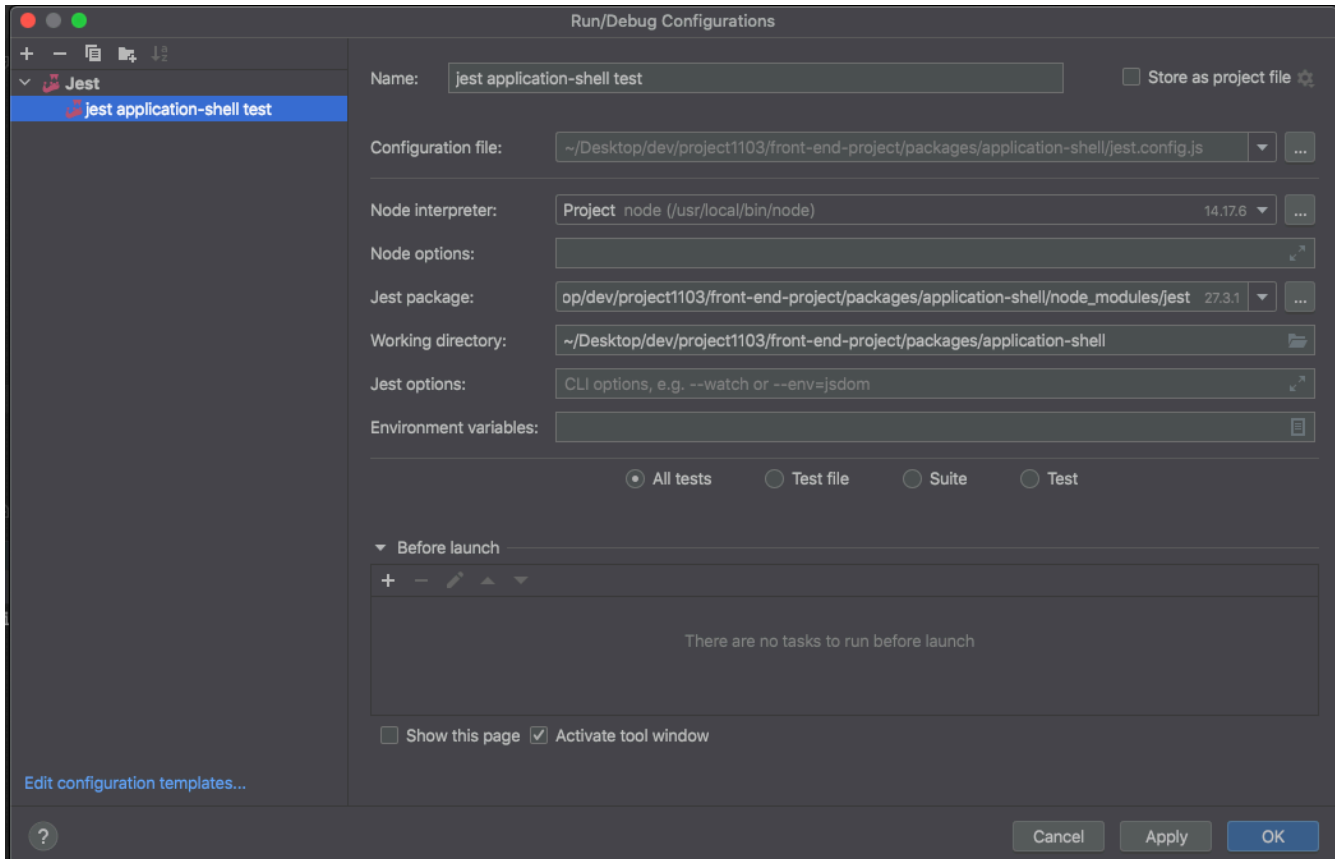 Run/Debug Configurations
Jest
jest application-shell test
Name: jest application-shell test Store as project file
Configuration file: ~/Desktop/dev/project1103/front-end-project/packages/application-shell/jest.config.js ...
Node interpreter: Project node (/usr/local/bin/node) 14.17.6 ...
Node options:
Jest package: op/dev/project1103/front-end-project/packages/application-shell/node_modules/jest 27.3.1 ...
Working directory: ~/Desktop/dev/project1103/front-end-project/packages/application-shell
Jest options: CLI options, e.g. --watch or --env=jsdom
Environment variables:
All tests Test file Suite Test
Before launch
There are no tasks to run before launch
Show this page Activate tool window
Edit configuration templates...
? Cancel Apply OK